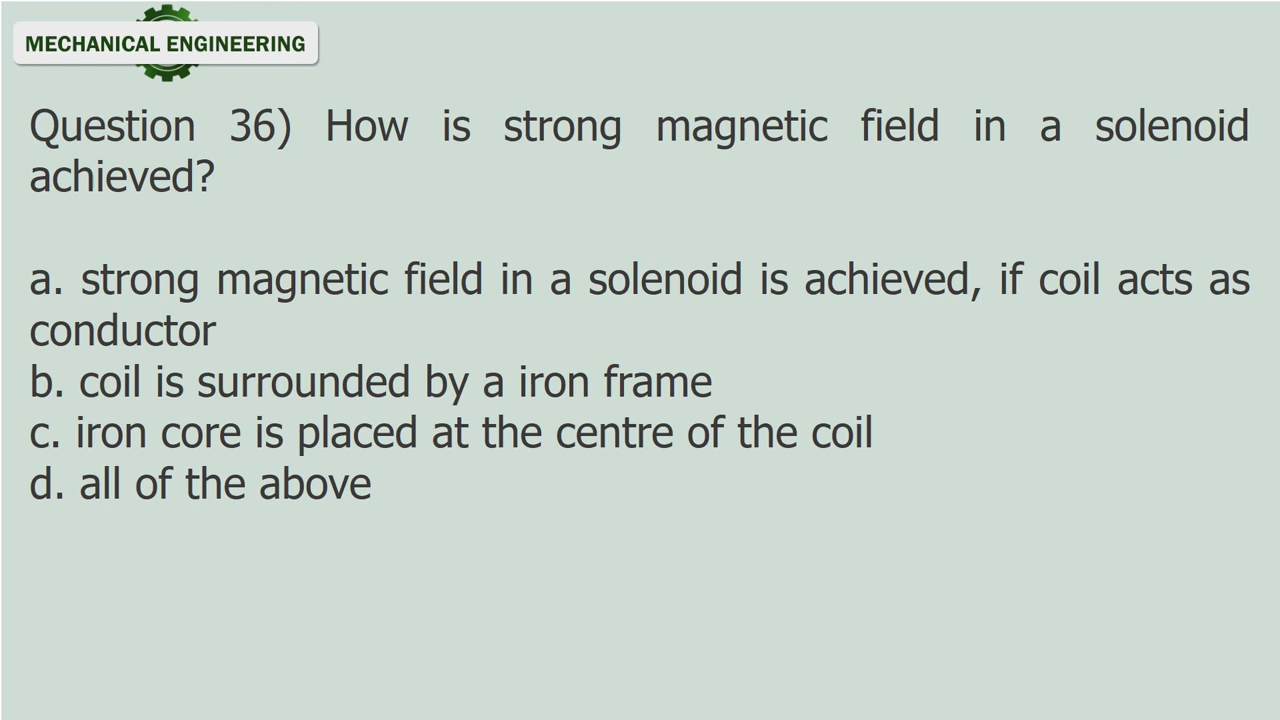 MECHANICAL ENGINEERING
Question 36) How is strong magnetic field in a solenoid
achieved?
a. strong magnetic field in a solenoid is achieved, if coil acts as
conductor
b. coil is surrounded by a iron frame
c. iron core is placed at the centre of the coil
d. all of the above